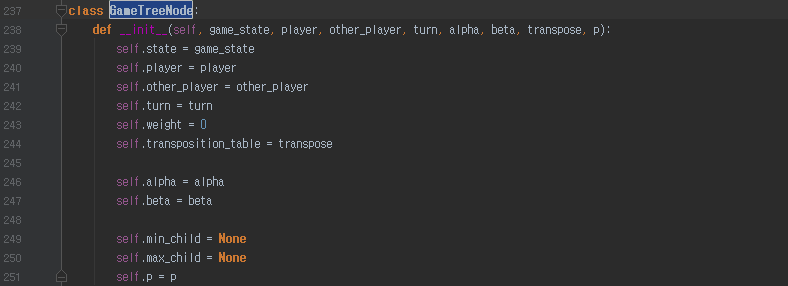 237 class GameTreeNode:
238 def __init__(self, game_state, player, other_player, turn, alpha, beta, transpose, p):
239 self.state = game_state
240 self.player = player
241 self.other_player = other_player
242 self.turn = turn
243 self.weight = 0
244 self.transposition_table = transpose
245
246 self.alpha = alpha
247 self.beta = beta
248
249 self.min_child = None
250 self.max_child = None
251 self.p = p